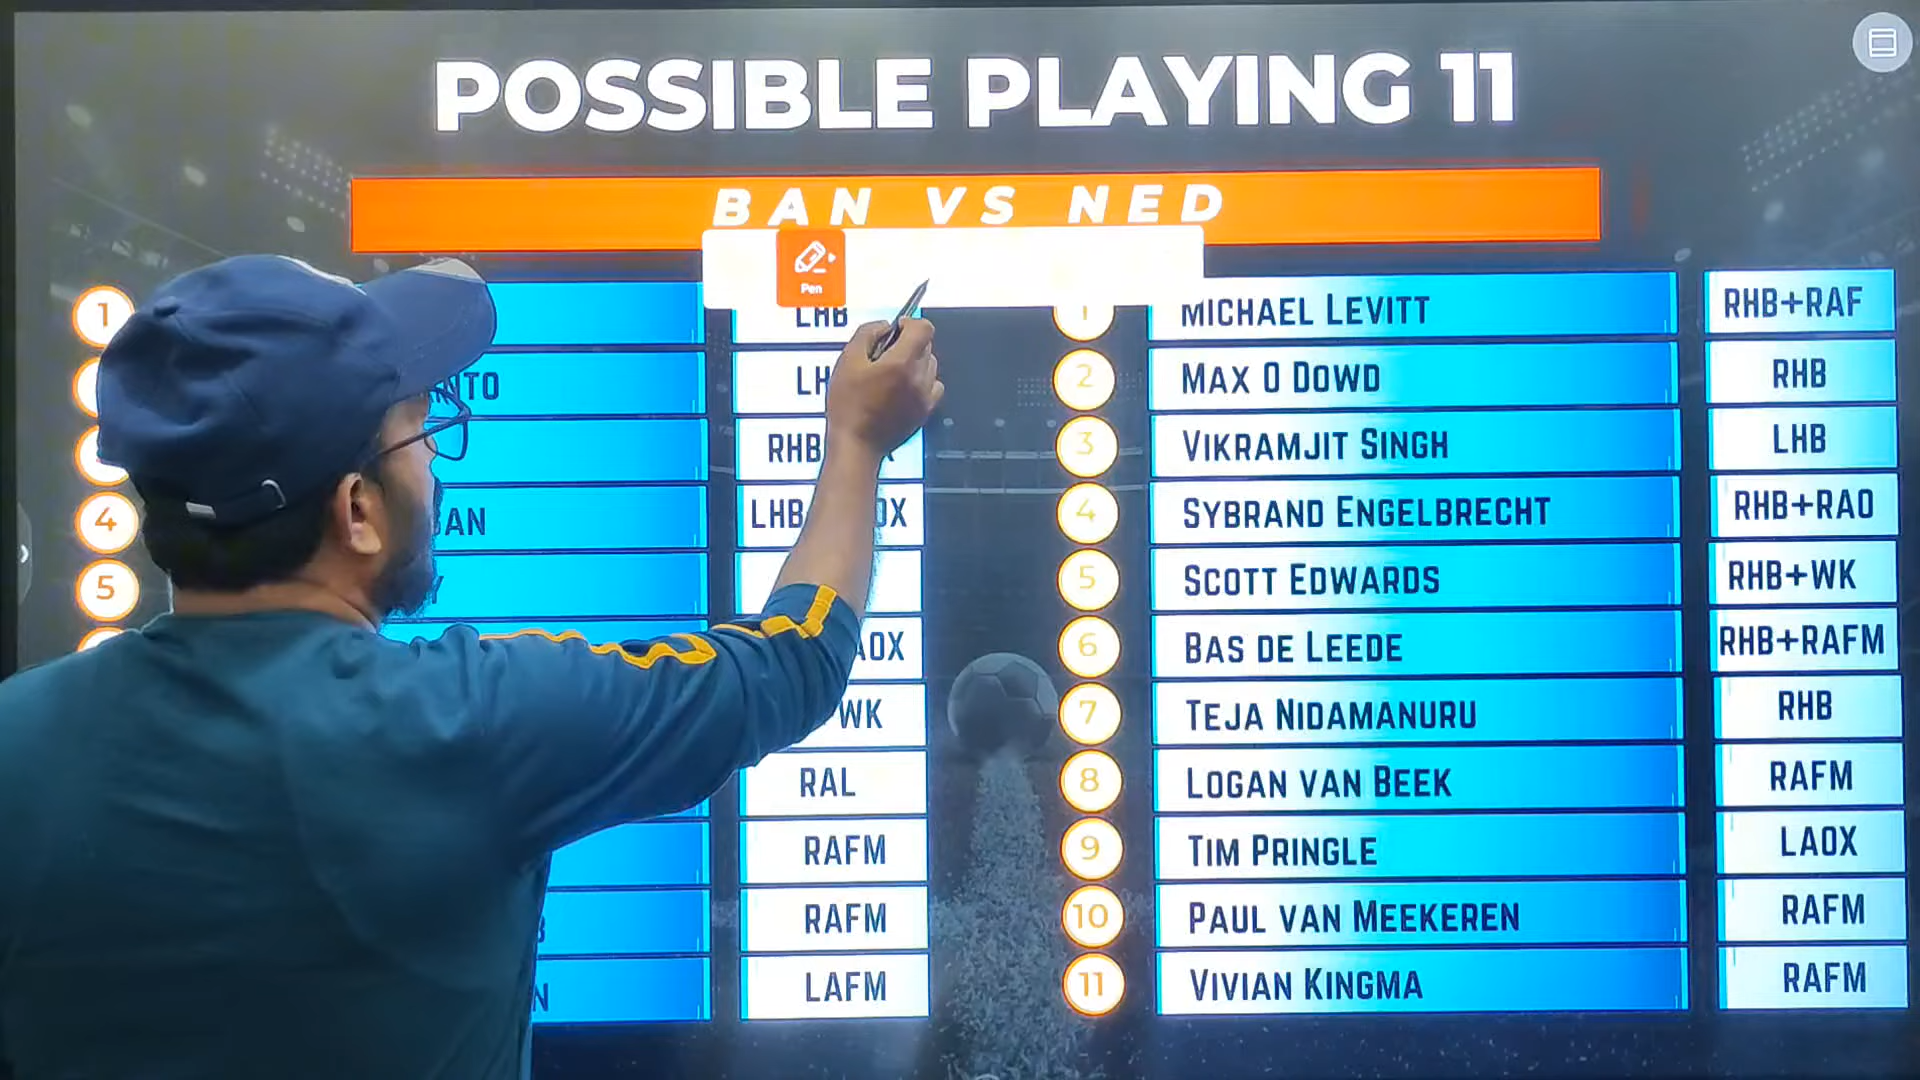 POSSIBLE PLAYING 11
BAN VS NED
Pen
1
LHB
NTO
4
BAN
LHB OX
5
Y
AOX
WK
RAL
RAFM
B
RAFM
N
LAFM
1 MICHAEL LEVITT RHB+RAF
2 MAX O DOWD RHB
3 VIKRAMJIT SINGH LHB
4 SYBRAND ENGELBRECHT RHB+RAO
5 SCOTT EDWARDS RHB+WK
6 BAS DE LEEDE RHB+RAFM
7 TEJA NIDAMANURU RHB
8 LOGAN VAN BEEK RAFM
9 TIM PRINGLE LAOX
10 PAUL VAN MEEKEREN RAFM
11 VIVIAN KINGMA RAFM